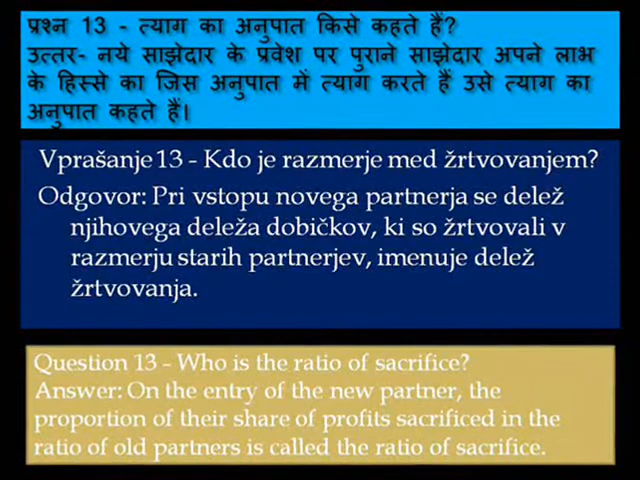 प्रश्न 13 - त्याग का अनुपात किसे कहते हैं?
उत्तर- नये साझेदार के प्रवेश पर पुराने साझेदार अपने लाभ
के हिस्से का जिस अनुपात में त्याग करते हैं उसे त्याग का
अनुपात कहते हैं।
Vprašanje 13 - Kdo je razmerje med žrtvovanjem?
Odgovor: Pri vstopu novega partnerja se delež
njihovega deleža dobičkov, ki so žrtvovali v
razmerju starih partnerjev, imenuje delež
žrtvovanja.
Question 13 - Who is the ratio of sacrifice?
Answer: On the entry of the new partner, the
proportion of their share of profits sacrificed in the
ratio of old partners is called the ratio of sacrifice.